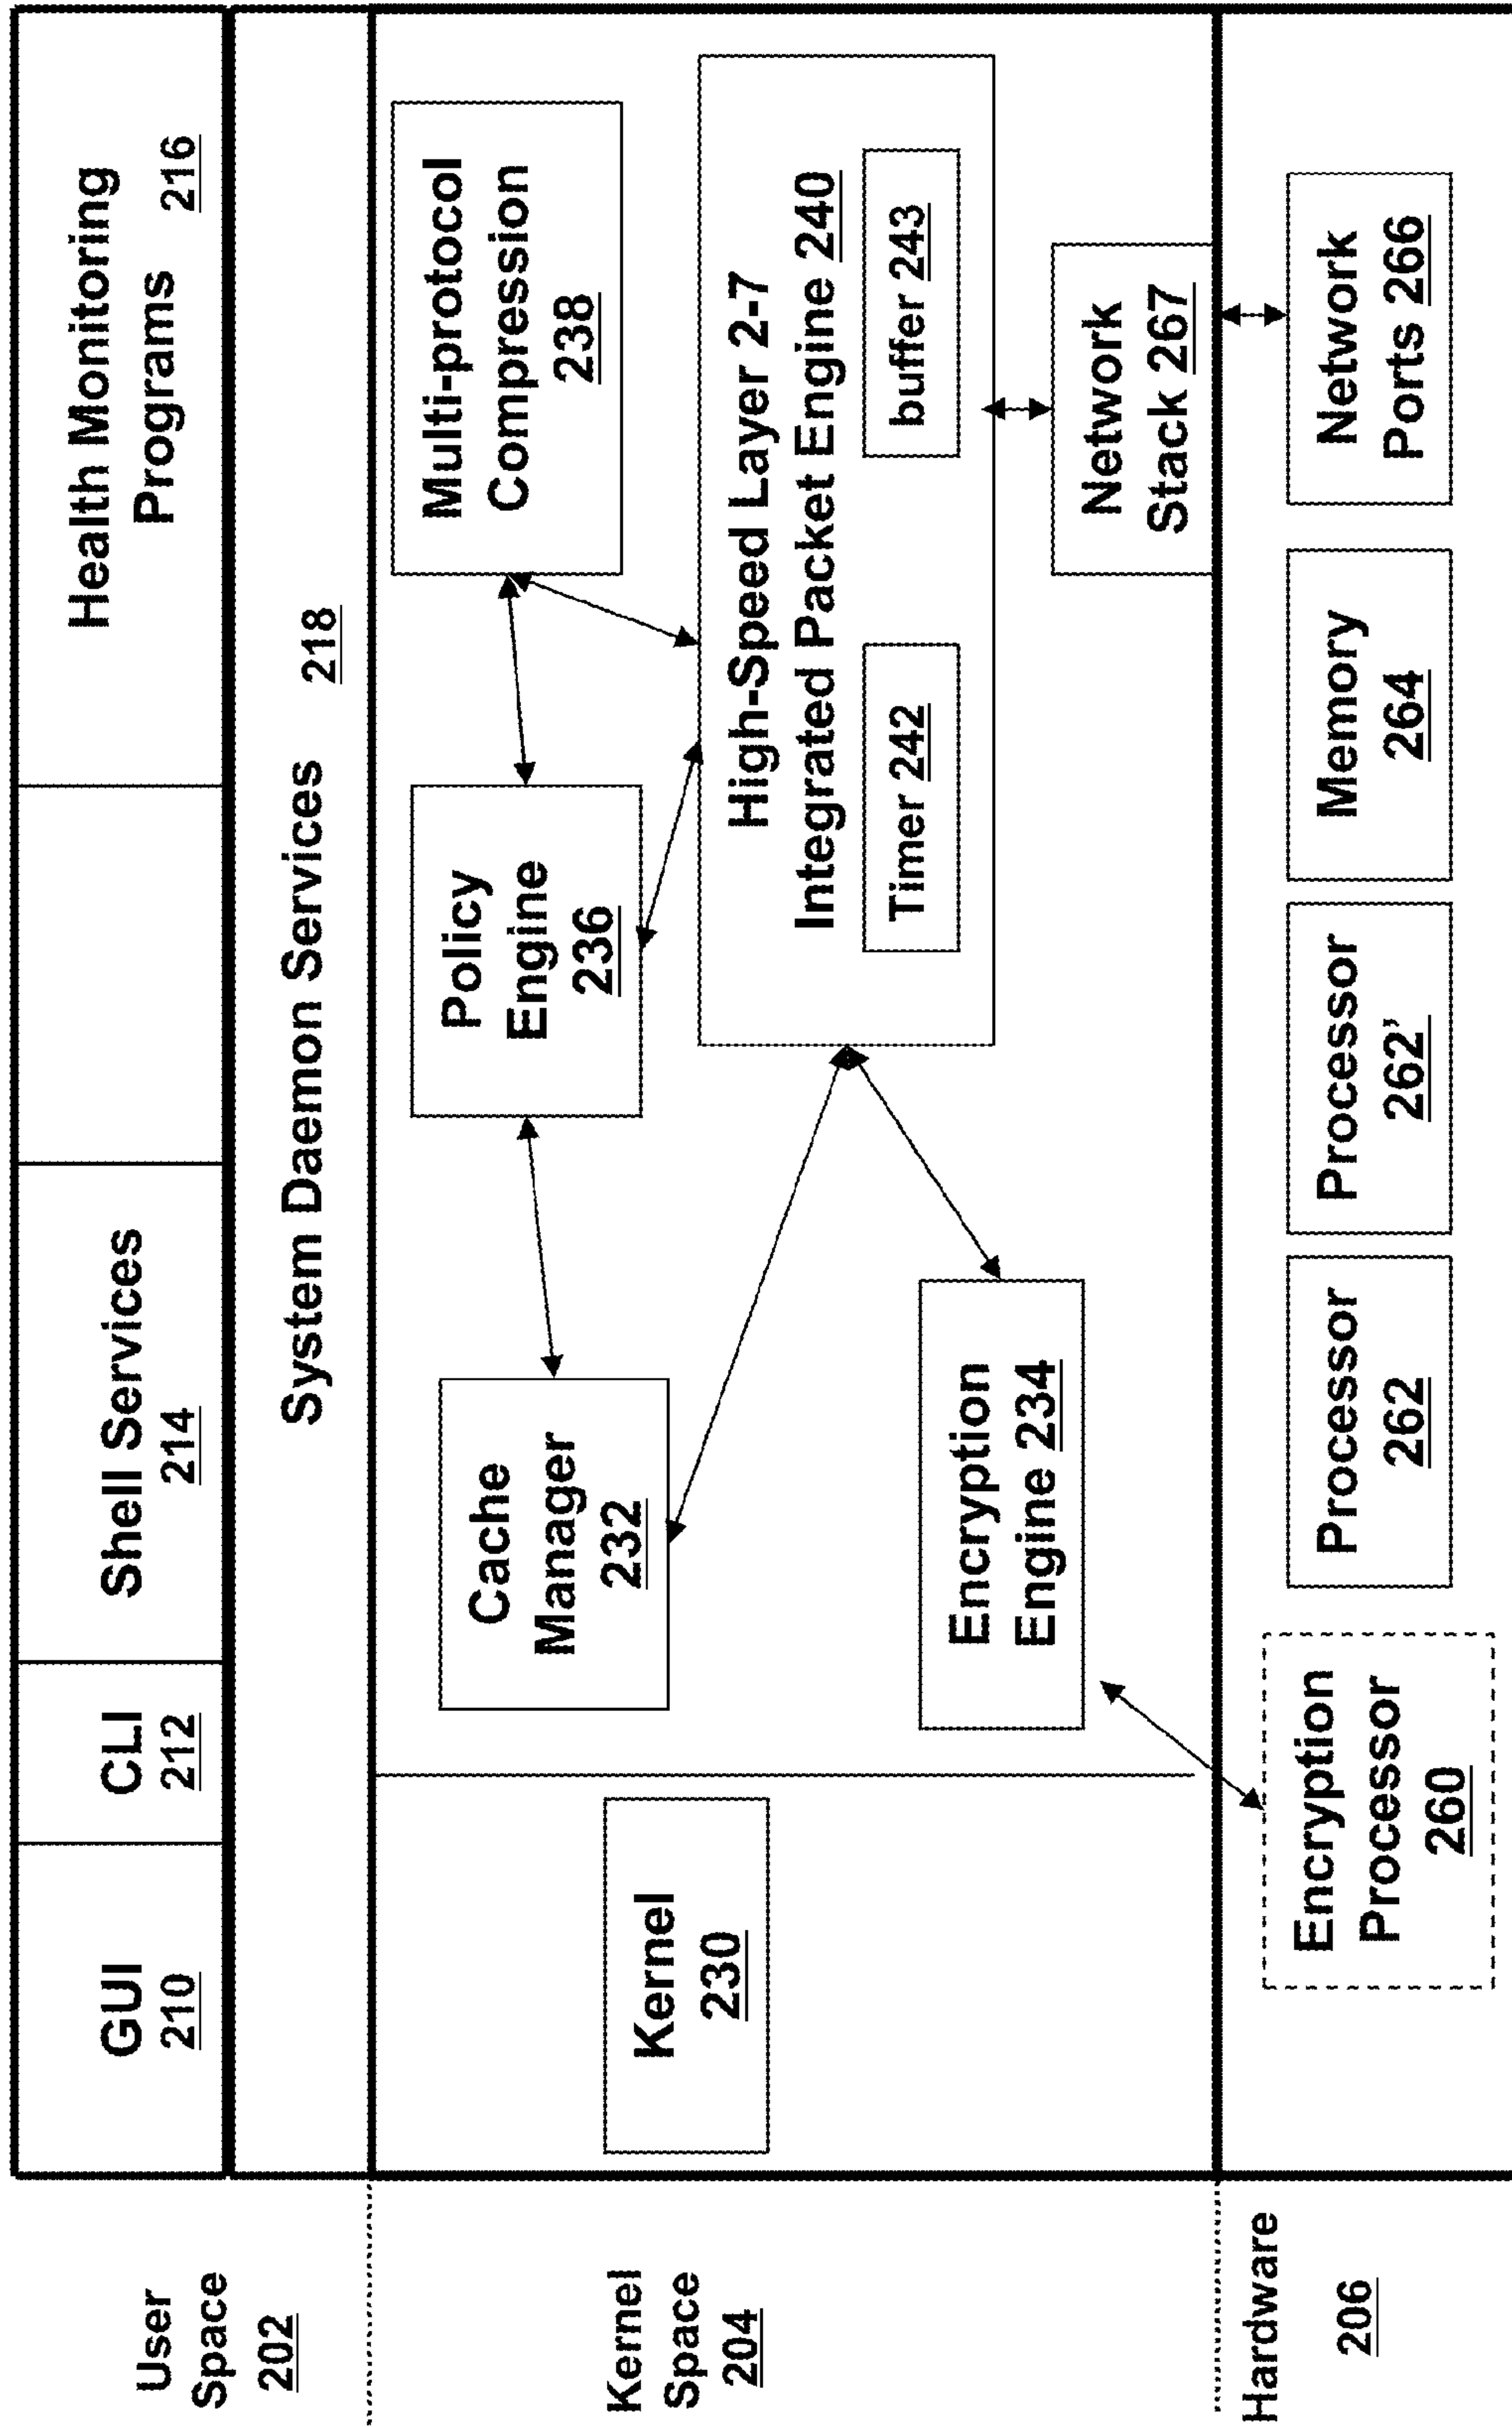 User
Space
202
GUI
210
CLI
212
Shell Services
214
Health Monitoring
Programs 216
System Daemon Services 218
Kernel
Space
204
Kernel
230
Cache
Manager
232
Policy
Engine
236
Multi-protocol
Compression
238
High-Speed Layer 2-7
Integrated Packet Engine 240
Timer 242
buffer 243
Encryption
Engine 234
Network
Stack 267
Hardware
206
Encryption
Processor
260
Processor
262
Processor
262’
Memory
264
Network
Ports 266